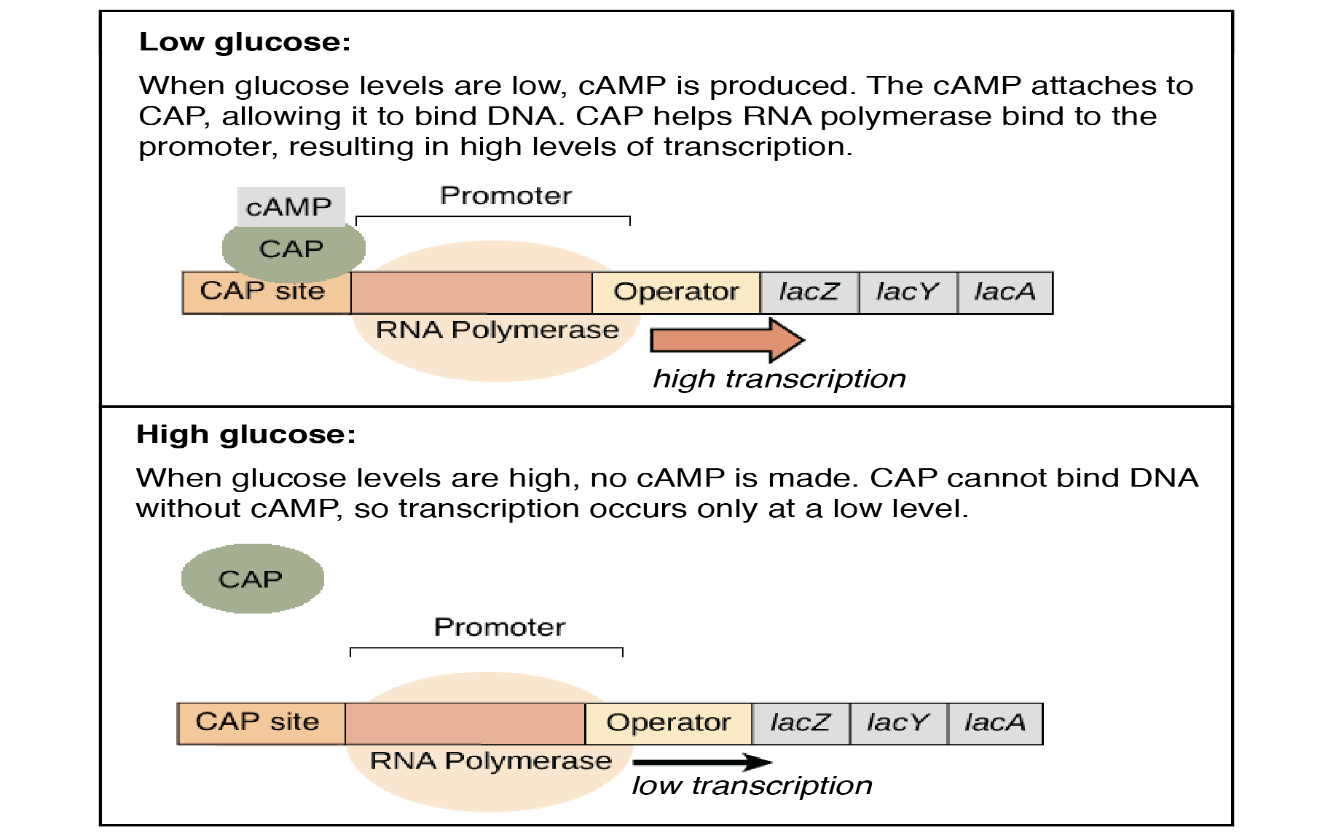 Low glucose:
When glucose levels are low, cAMP is produced. The cAMP attaches to
CAP, allowing it to bind DNA. CAP helps RNA polymerase bind to the
promoter, resulting in high levels of transcription.
Promoter
cAMP
CAP
CAP site
Operator
lacZ
lacY
lacA
RNA Polymerase
high transcription
High glucose:
When glucose levels are high, no cAMP is made. CAP cannot bind DNA
without cAMP, so transcription occurs only at a low level.
CAP
Promoter
CAP site
Operator
lacZ
lacY
lacA
RNA Polymerase
low transcription